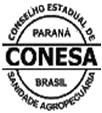 CONSELHO ESTADUAL DE
PARANÁ
CONESA
BRASIL
SANIDADE AGROPECUÁRIA